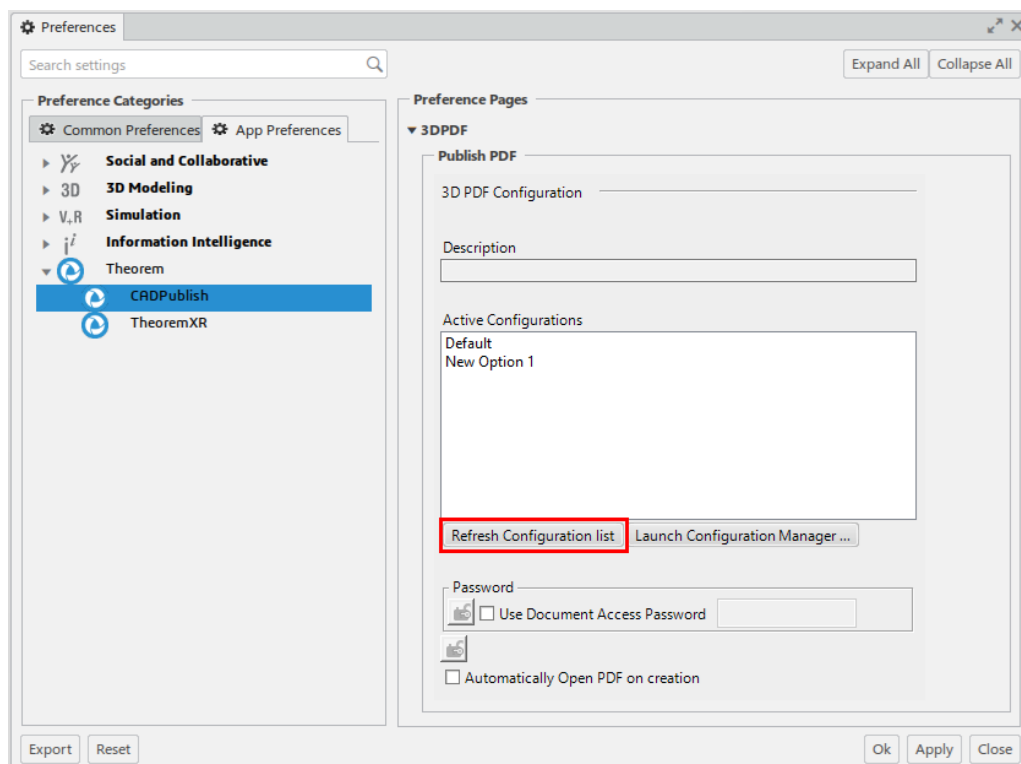 Preferences
Search settings
Expand All
Collapse All
Preference Categories
Common Preferences
App Preferences
Social and Collaborative
3D
3D Modeling
V+R
Simulation
i i
Information Intelligence
Theorem
CADPublish
TheoremXR
Preference Pages
3DPDF
Publish PDF
3D PDF Configuration
Description
Active Configurations
Default
New Option 1
Refresh Configuration list
Launch Configuration Manager ...
Password
Use Document Access Password
Automatically Open PDF on creation
Export
Reset
Ok
Apply
Close